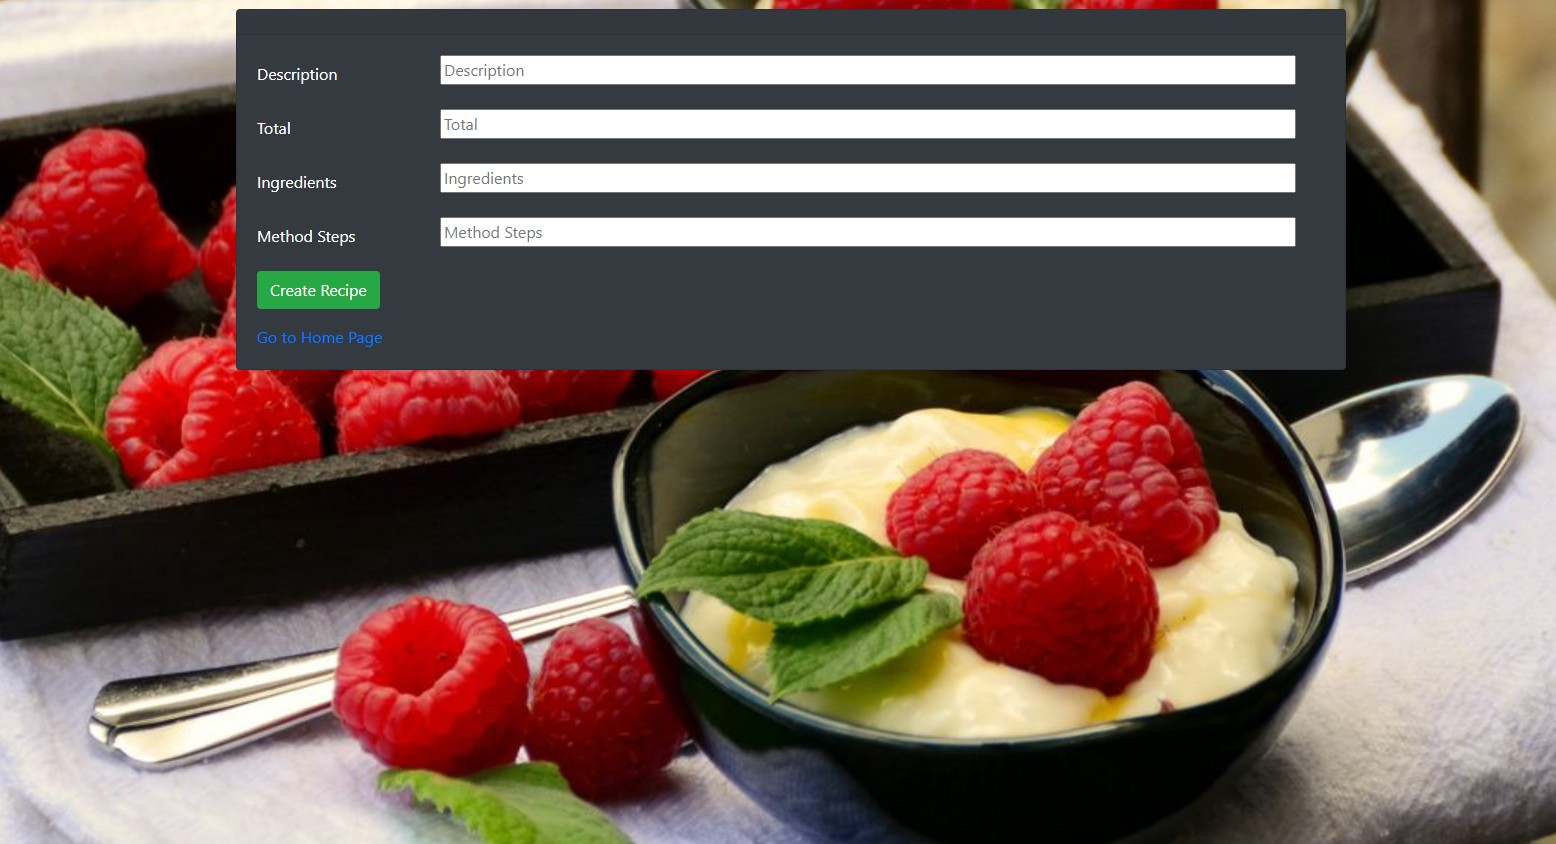 Description
Description
Total
Total
Ingredients
Ingredients
Method Steps
Method Steps
Create Recipe
Go to Home Page